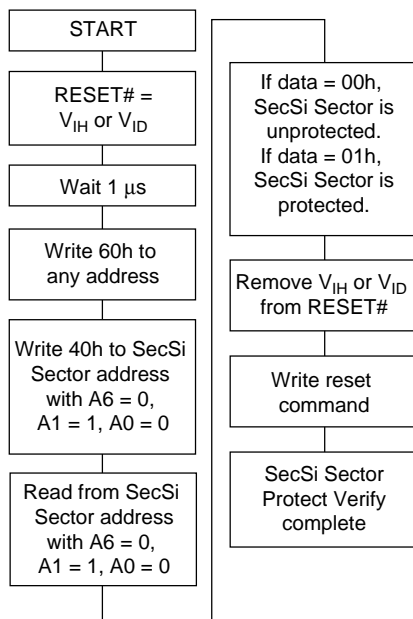 START
RESET# =
V_IH or V_ID
Wait 1 μs
Write 60h to
any address
Write 40h to SecSi
Sector address
with A6 = 0,
A1 = 1, A0 = 0
Read from SecSi
Sector address
with A6 = 0,
A1 = 1, A0 = 0
If data = 00h,
SecSi Sector is
unprotected.
If data = 01h,
SecSi Sector is
protected.
Remove V_IH or V_ID
from RESET#
Write reset
command
SecSi Sector
Protect Verify
complete